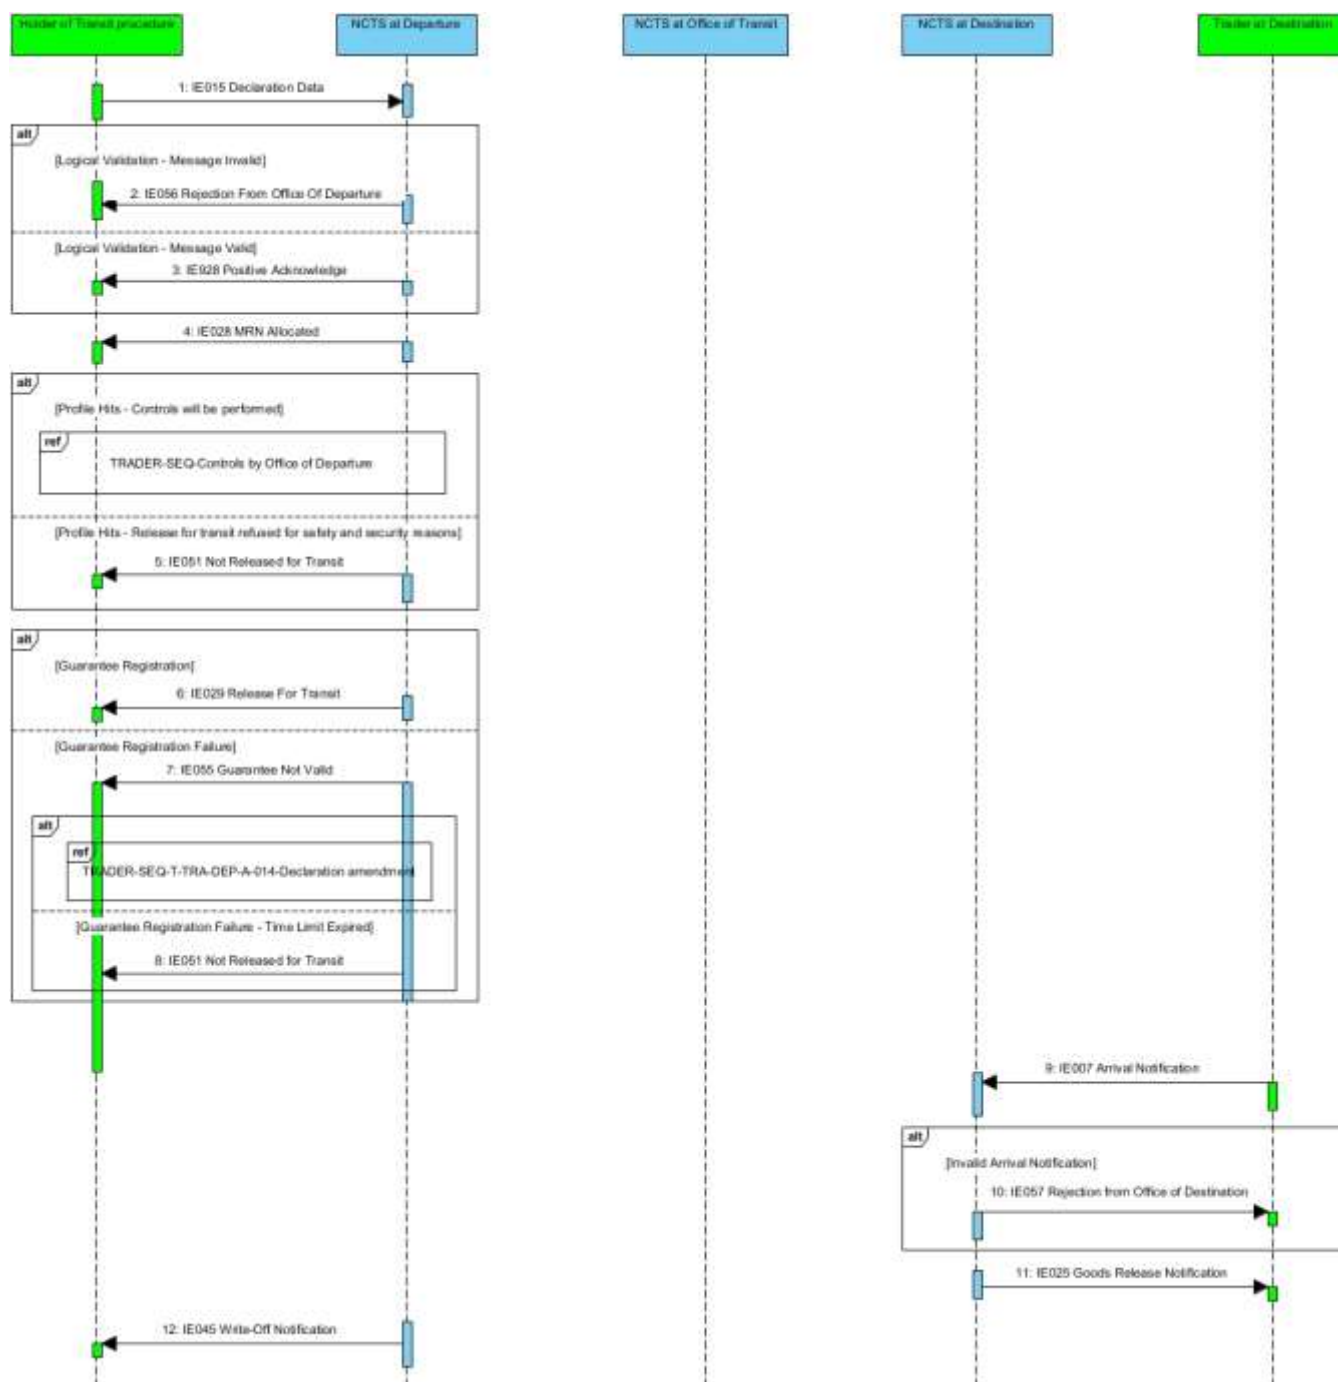 Holder of Transit procedure
NCTS at Departure
NCTS at Office of Transit
NCTS at Destination
Trader at Destination
1: IE015 Declaration Data
alt
[Logical Validation - Message Invalid]
2: IE056 Rejection From Office Of Departure
[Logical Validation - Message Valid]
3: IE928 Positive Acknowledge
4: IE028 MRN Allocated
alt
[Profile Hits - Controls will be performed]
ref
TRADER-SEQ-Controls by Office of Departure
[Profile Hits - Release for transit refused for safety and security reasons]
5: IE051 Not Released for Transit
alt
[Guarantee Registration]
6: IE029 Release For Transit
[Guarantee Registration Failure]
7: IE055 Guarantee Not Valid
alt
ref
TRADER-SEQ-T-TRA-DEP-A-014-Declaration amendment
[Guarantee Registration Failure - Time Limit Expired]
8: IE051 Not Released for Transit
9: IE007 Arrival Notification
alt
[Invalid Arrival Notification]
10: IE057 Rejection from Office of Destination
11: IE025 Goods Release Notification
12: IE045 Write-Off Notification